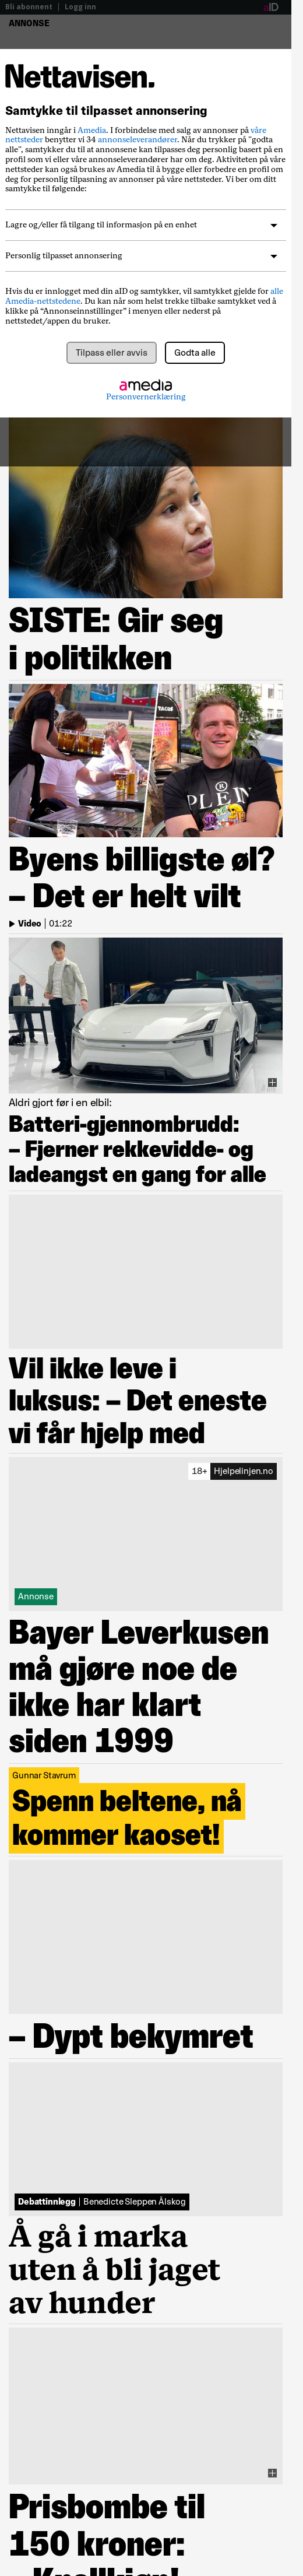 Bli abonnent | Logg inn
aID
ANNONSE
Nettavisen.
Samtykke til tilpasset annonsering
Nettavisen inngår i Amedia. I forbindelse med salg av annonser på våre
nettsteder benytter vi 34 annonseleverandører. Når du trykker på "godta
alle", samtykker du til at annonsene kan tilpasses deg personlig basert på en
profil som vi eller våre annonseleverandører har om deg. Aktiviteten på våre
nettsteder kan også brukes av Amedia til å bygge eller forbedre en profil om
deg for personlig tilpasning av annonser på våre nettsteder. Vi ber om ditt
samtykke til følgende:
Lagre og/eller få tilgang til informasjon på en enhet
Personlig tilpasset annonsering
Hvis du er innlogget med din aID og samtykker, vil samtykket gjelde for alle
Amedia-nettstedene. Du kan når som helst trekke tilbake samtykket ved å
klikke på “Annonseinnstillinger” i menyen eller nederst på
nettstedet/appen du bruker.
Tilpass eller avvis
Godta alle
amedia
Personvernerklæring
SISTE: Gir seg
i politikken
TACOS
PLEIN
Byens billigste øl?
– Det er helt vilt
Video | 01:22
Aldri gjort før i en elbil:
Batteri-gjennombrudd:
– Fjerner rekkevidde- og
ladeangst en gang for alle
Vil ikke leve i
luksus: – Det eneste
vi får hjelp med
18+ Hjelpelinjen.no
Annonse
Bayer Leverkusen
må gjøre noe de
ikke har klart
siden 1999
Gunnar Stavrum
Spenn beltene, nå
kommer kaoset!
– Dypt bekymret
Debattinnlegg | Benedicte Sleppen Ålskog
Å gå i marka
uten å bli jaget
av hunder
Prisbombe til
150 kroner:
– Knallkjøp!